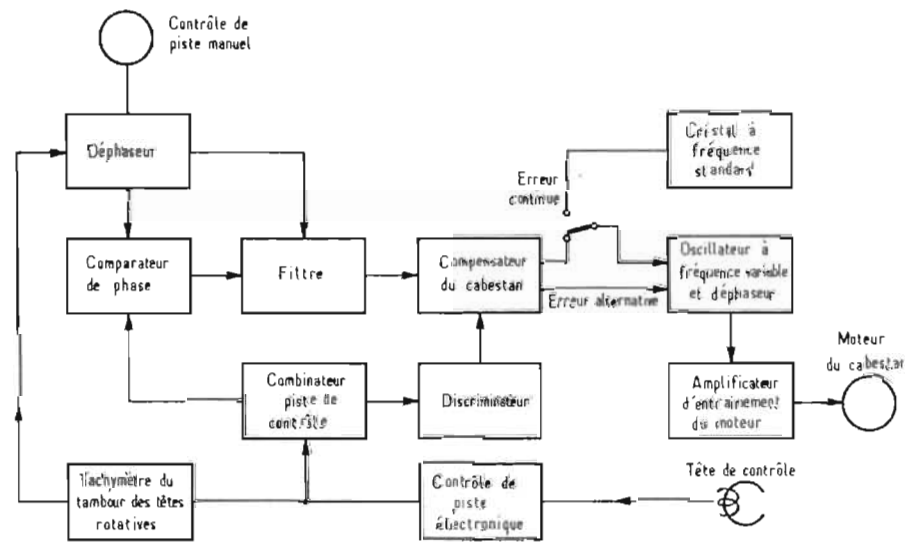 Contrôle de
piste manuel
Déphaseur
Cristal à
fréquence
standard
Erreur
continue
Comparateur
de phase
Filtre
Compensateur
du cabestan
Oscillateur à
fréquence variable
et déphaseur
Erreur alternative
Moteur
du cabestan
Combinateur
piste de
contrôle
Discriminateur
Amplificateur
d'entrainement
du moteur
Tachymètre du
tambour des têtes
rotatives
Contrôle de
piste
électronique
Tête de contrôle